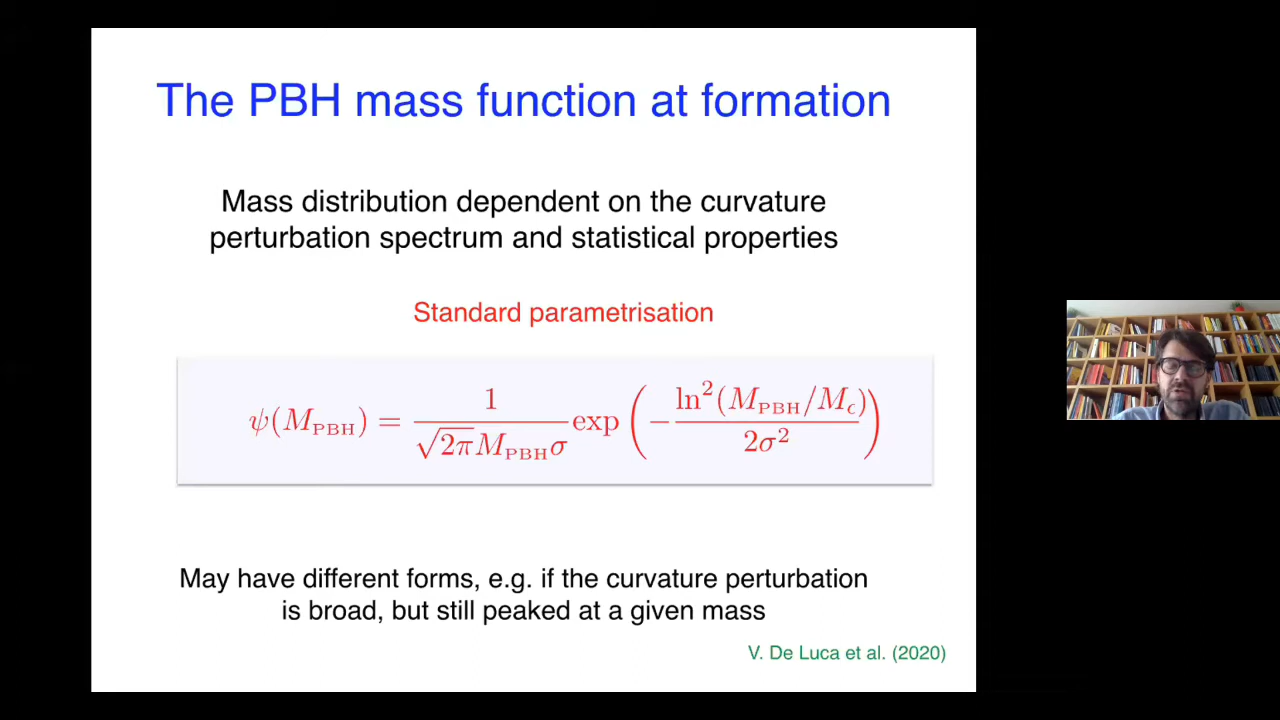 The PBH mass function at formation
Mass distribution dependent on the curvature
perturbation spectrum and statistical properties
Standard parametrisation
ψ(M_PBH) = 1/(√2π M_PBH σ) exp(−ln²(M_PBH/M_c)/2σ²)
May have different forms, e.g. if the curvature perturbation
is broad, but still peaked at a given mass
V. De Luca et al. (2020)